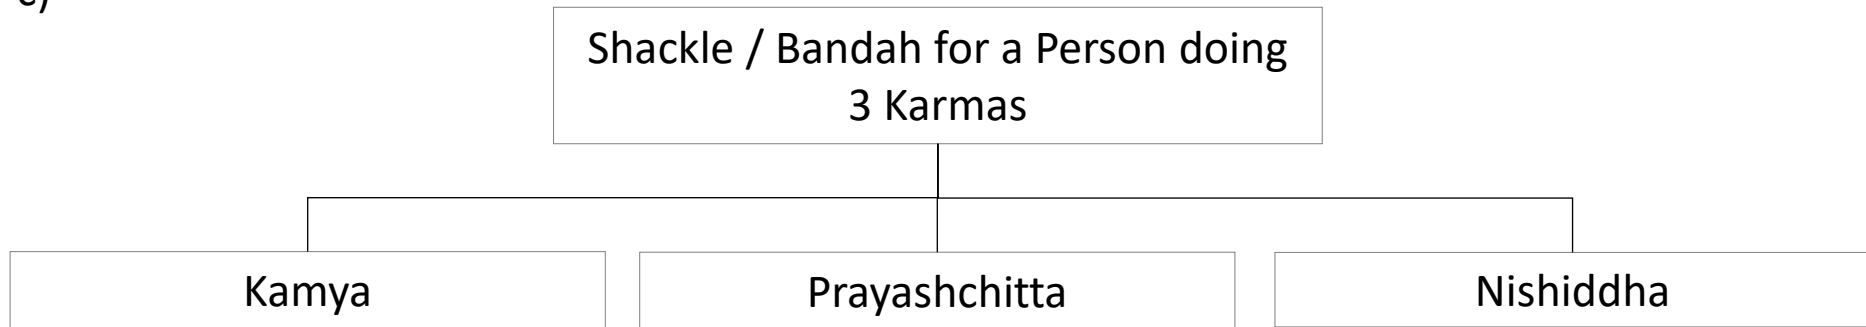 Shackle / Bandah for a Person doing
3 Karmas
Kamya
Prayashchitta
Nishiddha